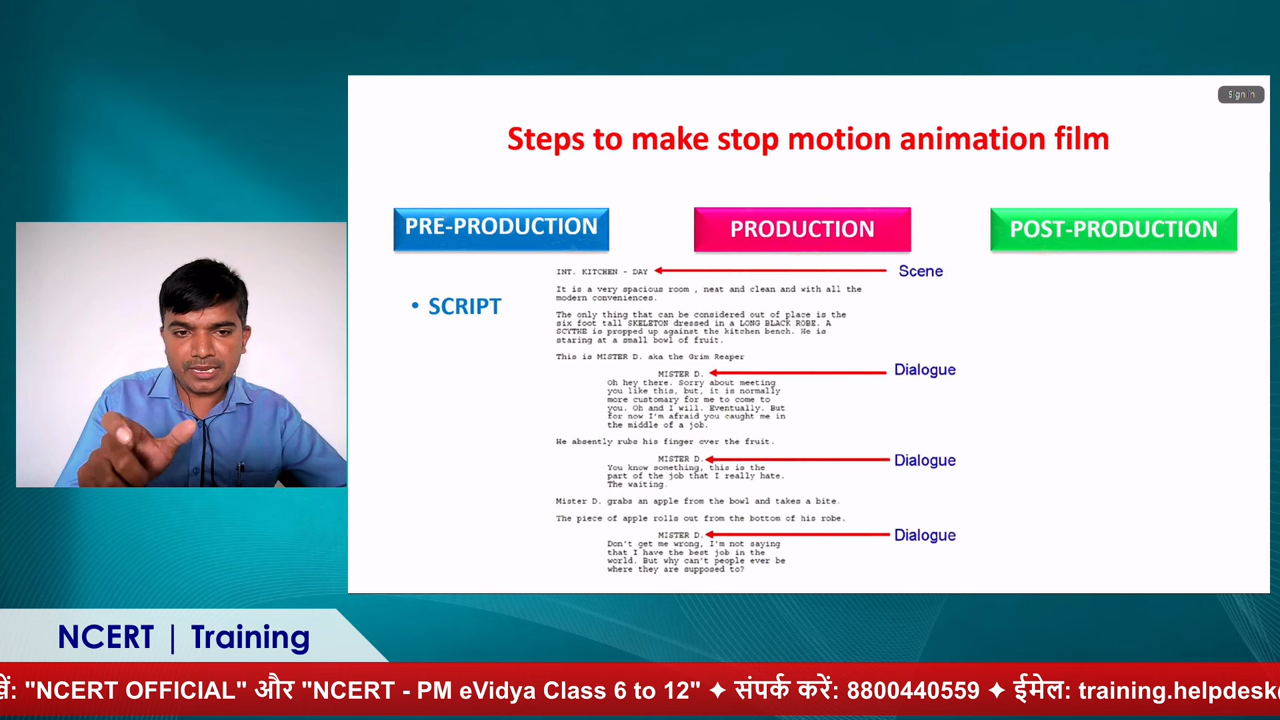 Sign in
Steps to make stop motion animation film
PRE-PRODUCTION
PRODUCTION
POST-PRODUCTION
• SCRIPT
INT. KITCHEN - DAY
Scene
It is a very spacious room , neat and clean and with all the
modern conveniences.
The only thing that can be considered out of place is the
six foot tall SKELETON dressed in a LONG BLACK ROBE. A
SCYTHE is propped up against the kitchen bench. He is
staring at a small bowl of fruit.
This is MISTER D. aka the Grim Reaper
MISTER D.
Dialogue
Oh hey there. Sorry about meeting
you like this, but, it is normally
more customary for me to come to
you. Oh and I will. Eventually. But
for now I'm afraid you caught me in
the middle of a job.
He absently rubs his finger over the fruit.
MISTER D.
Dialogue
You know something, this is the
part of the job that I really hate.
The waiting.
Mister D. grabs an apple from the bowl and takes a bite.
The piece of apple rolls out from the bottom of his robe.
MISTER D.
Dialogue
Don't get me wrong, I'm not saying
that I have the best job in the
world. But why can't people ever be
where they are supposed to?
NCERT | Training
"NCERT OFFICIAL" और "NCERT - PM eVidya Class 6 to 12" ✦ संपर्क करें: 8800440559 ✦ ईमेल: training.helpdesk